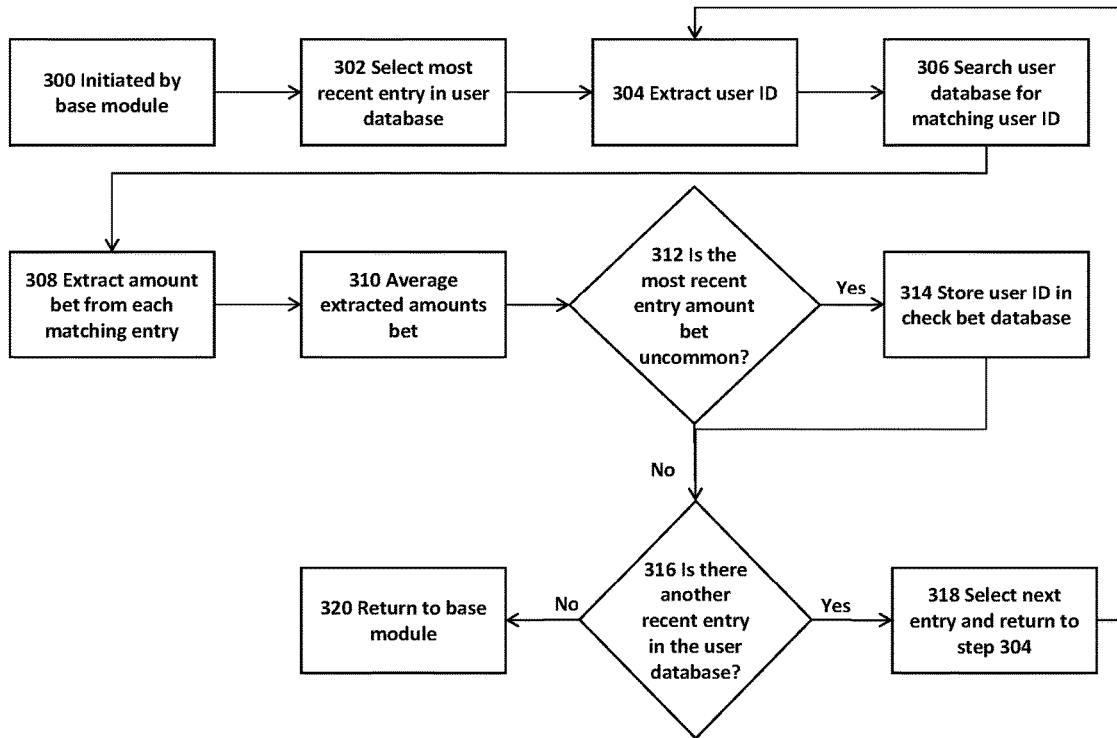 300 Initiated by
base module
302 Select most
recent entry in user
database
304 Extract user ID
306 Search user
database for
matching user ID
308 Extract amount
bet from each
matching entry
310 Average
extracted amounts
bet
312 Is the
most recent
entry amount
bet
uncommon?
Yes
314 Store user ID in
check bet database
No
320 Return to base
module
No
316 Is there
another
recent entry
in the user
database?
Yes
318 Select next
entry and return to
step 304